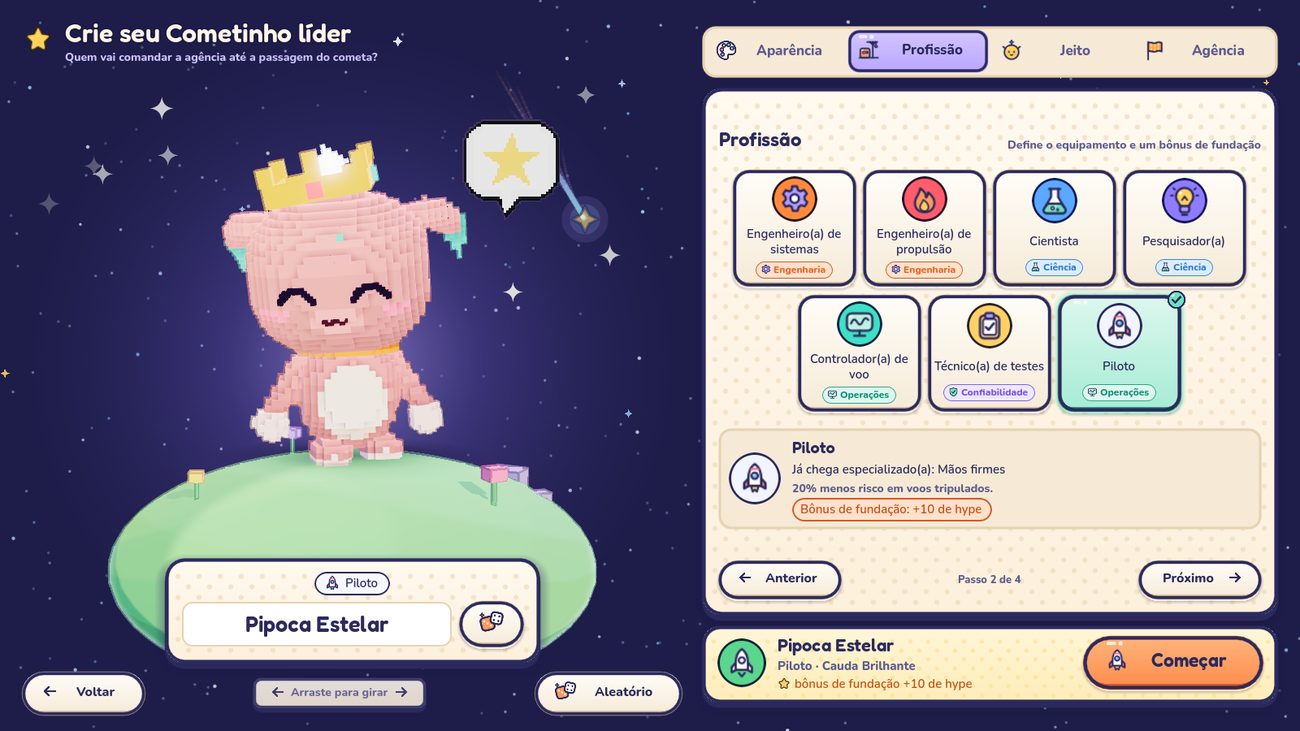 Crie seu Cometinho líder
Quem vai comandar a agência até a passagem do cometa?
Aparência
Profissão
Jeito
Agência
Profissão
Define o equipamento e um bônus de fundação
Engenheiro(a) de
sistemas
Engenharia
Engenheiro(a) de
propulsão
Engenharia
Cientista
Ciência
Pesquisador(a)
Ciência
Controlador(a) de
voo
Operações
Técnico(a) de testes
Confiabilidade
Piloto
Operações
Piloto
Já chega especializado(a): Mãos firmes
20% menos risco em voos tripulados.
Bônus de fundação: +10 de hype
← Anterior
Passo 2 de 4
Próximo →
Piloto
Pipoca Estelar
← Voltar
← Arraste para girar →
Aleatório
Pipoca Estelar
Piloto · Cauda Brilhante
bônus de fundação +10 de hype
Começar